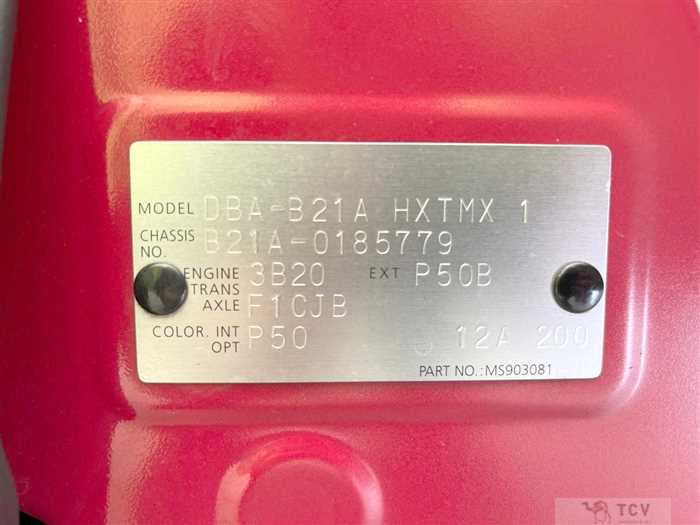 MODEL DBA-B21A HXTMX 1
CHASSIS NO. B21A-0185779
ENGINE 3B20 EXT P50B
TRANS AXLE F1CJB
COLOR. INT OPT P50 12A 200
PART NO.:MS903081
TCV